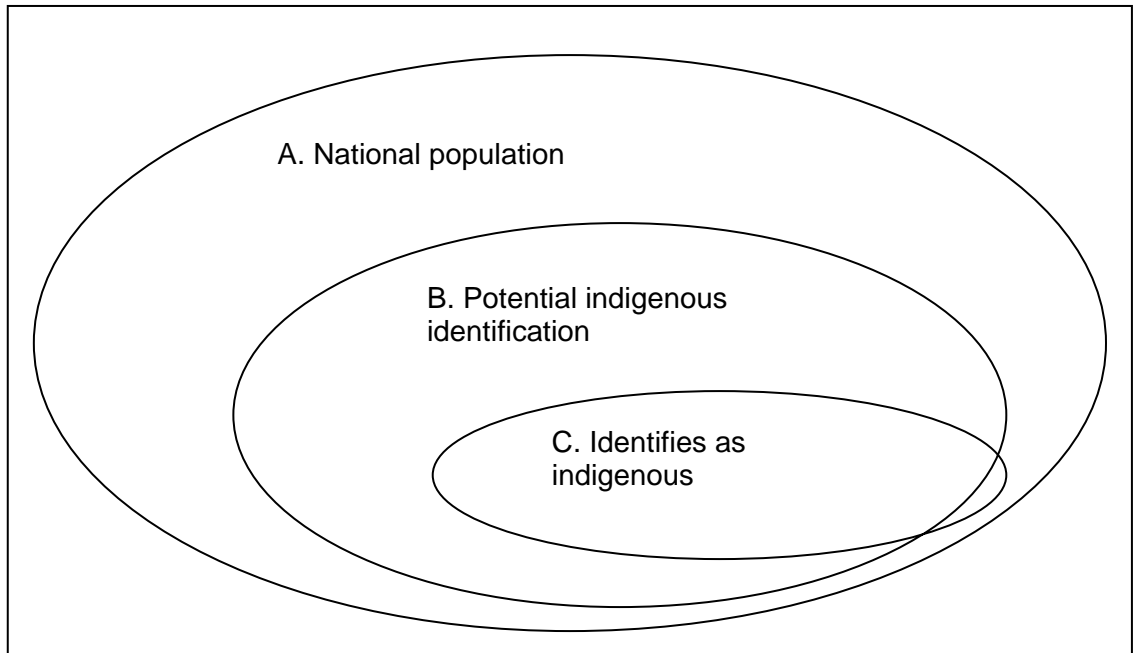 A. National population
B. Potential indigenous
identification
C. Identifies as
indigenous